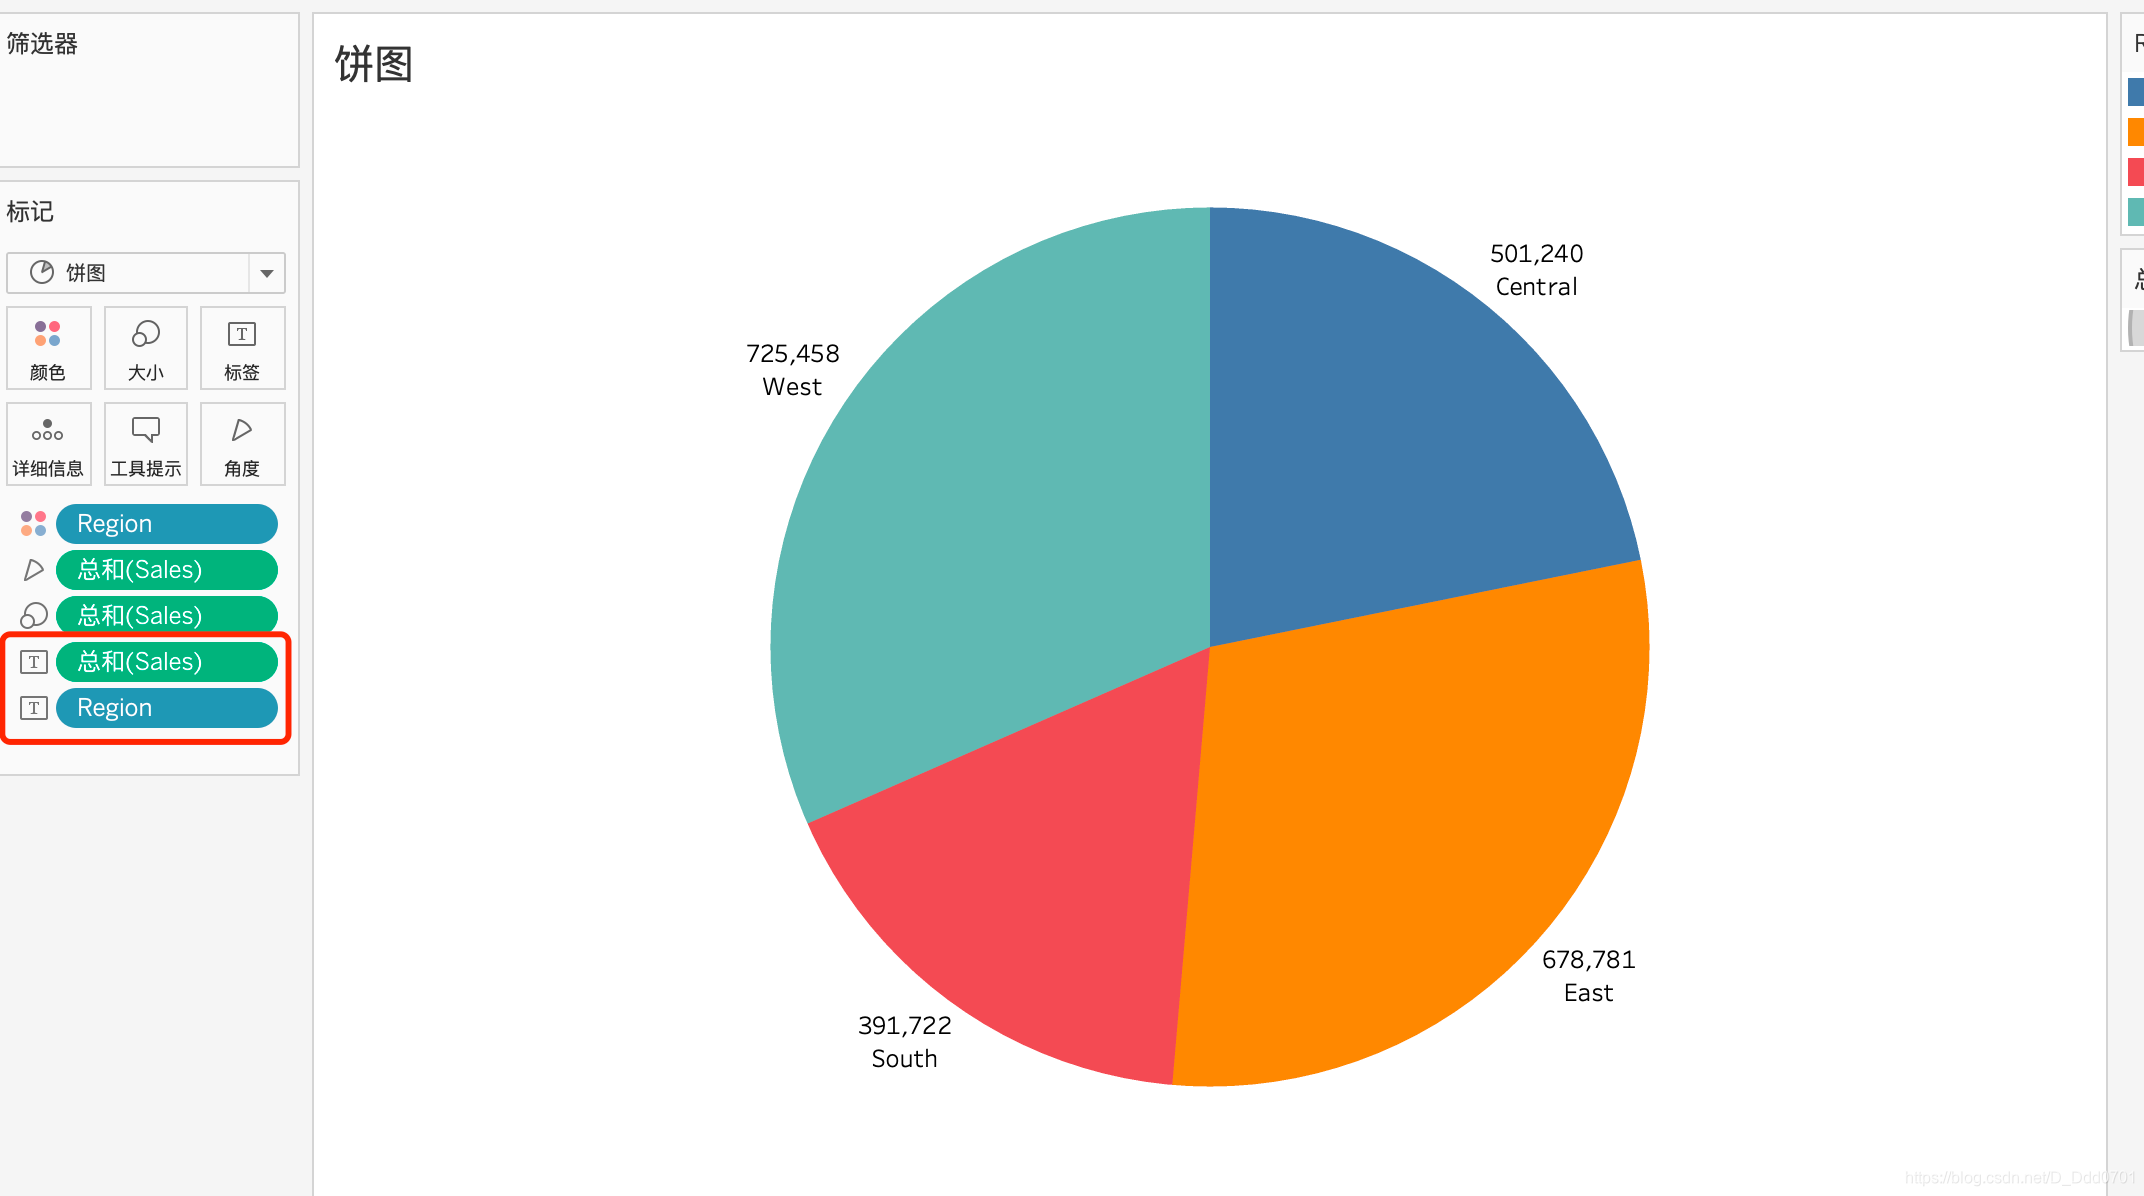 筛选器
标记
饼图
颜色
大小
标签
详细信息
工具提示
角度
Region
总和(Sales)
总和(Sales)
T
总和(Sales)
T
Region
饼图
501,240
Central
725,458
West
678,781
East
391,722
South
https://blog.csdn.net/D_Ddd0701